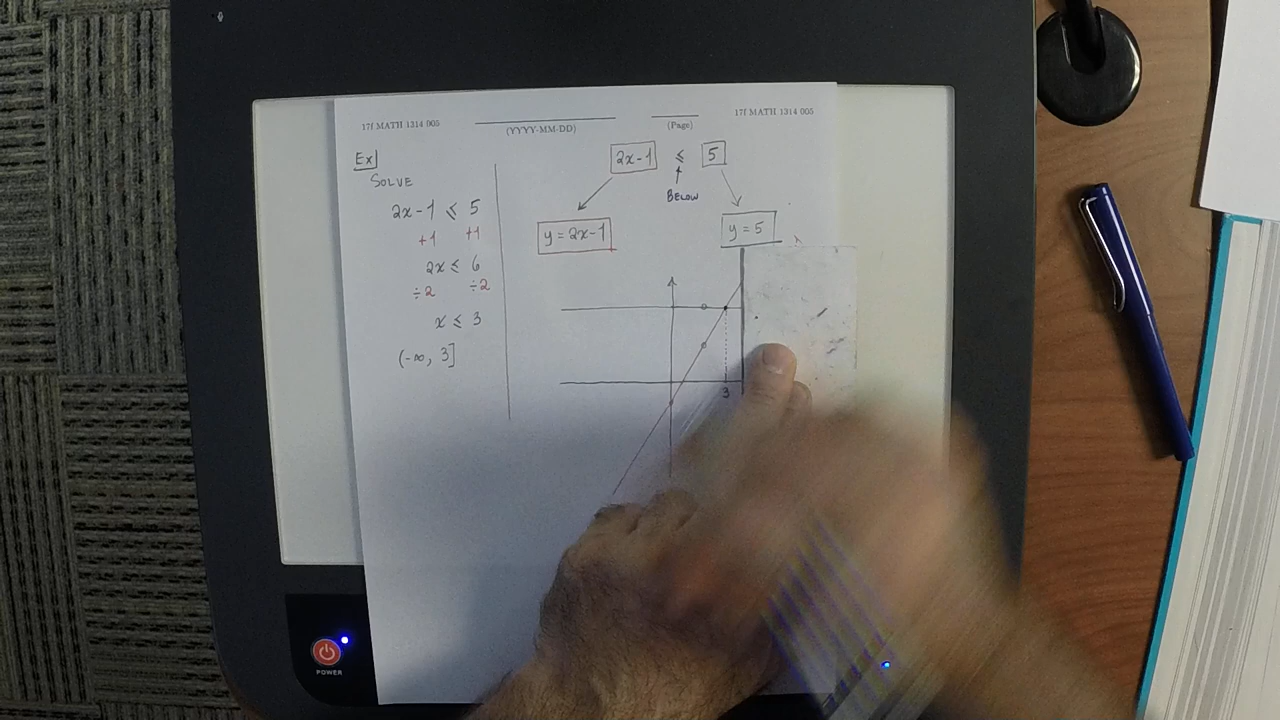 17f MATH 1314 005
(YYYY-MM-DD)
(Page)
17f MATH 1314 005
Ex
SOLVE
2x-1 ≤ 5
+1 +1
2x ≤ 6
÷2 ÷2
x ≤ 3
(-∞, 3]
2x-1 ≤ 5
BELOW
y = 2x-1
y = 5
3
POWER